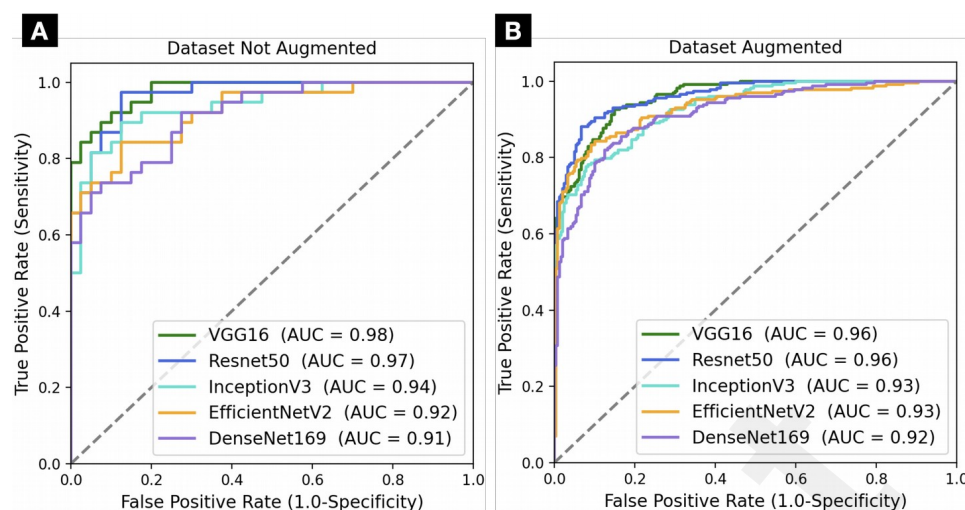 A
Dataset Not Augmented
True Positive Rate (Sensitivity)
1.0
0.8
0.6
0.4
0.2
0.0
VGG16 (AUC = 0.98)
Resnet50 (AUC = 0.97)
InceptionV3 (AUC = 0.94)
EfficientNetV2 (AUC = 0.92)
DenseNet169 (AUC = 0.91)
0.0 0.2 0.4 0.6 0.8 1.0
False Positive Rate (1.0-Specificity)
B
Dataset Augmented
True Positive Rate (Sensitivity)
1.0
0.8
0.6
0.4
0.2
0.0
VGG16 (AUC = 0.96)
Resnet50 (AUC = 0.96)
InceptionV3 (AUC = 0.93)
EfficientNetV2 (AUC = 0.93)
DenseNet169 (AUC = 0.92)
0.0 0.2 0.4 0.6 0.8 1.0
False Positive Rate (1.0-Specificity)